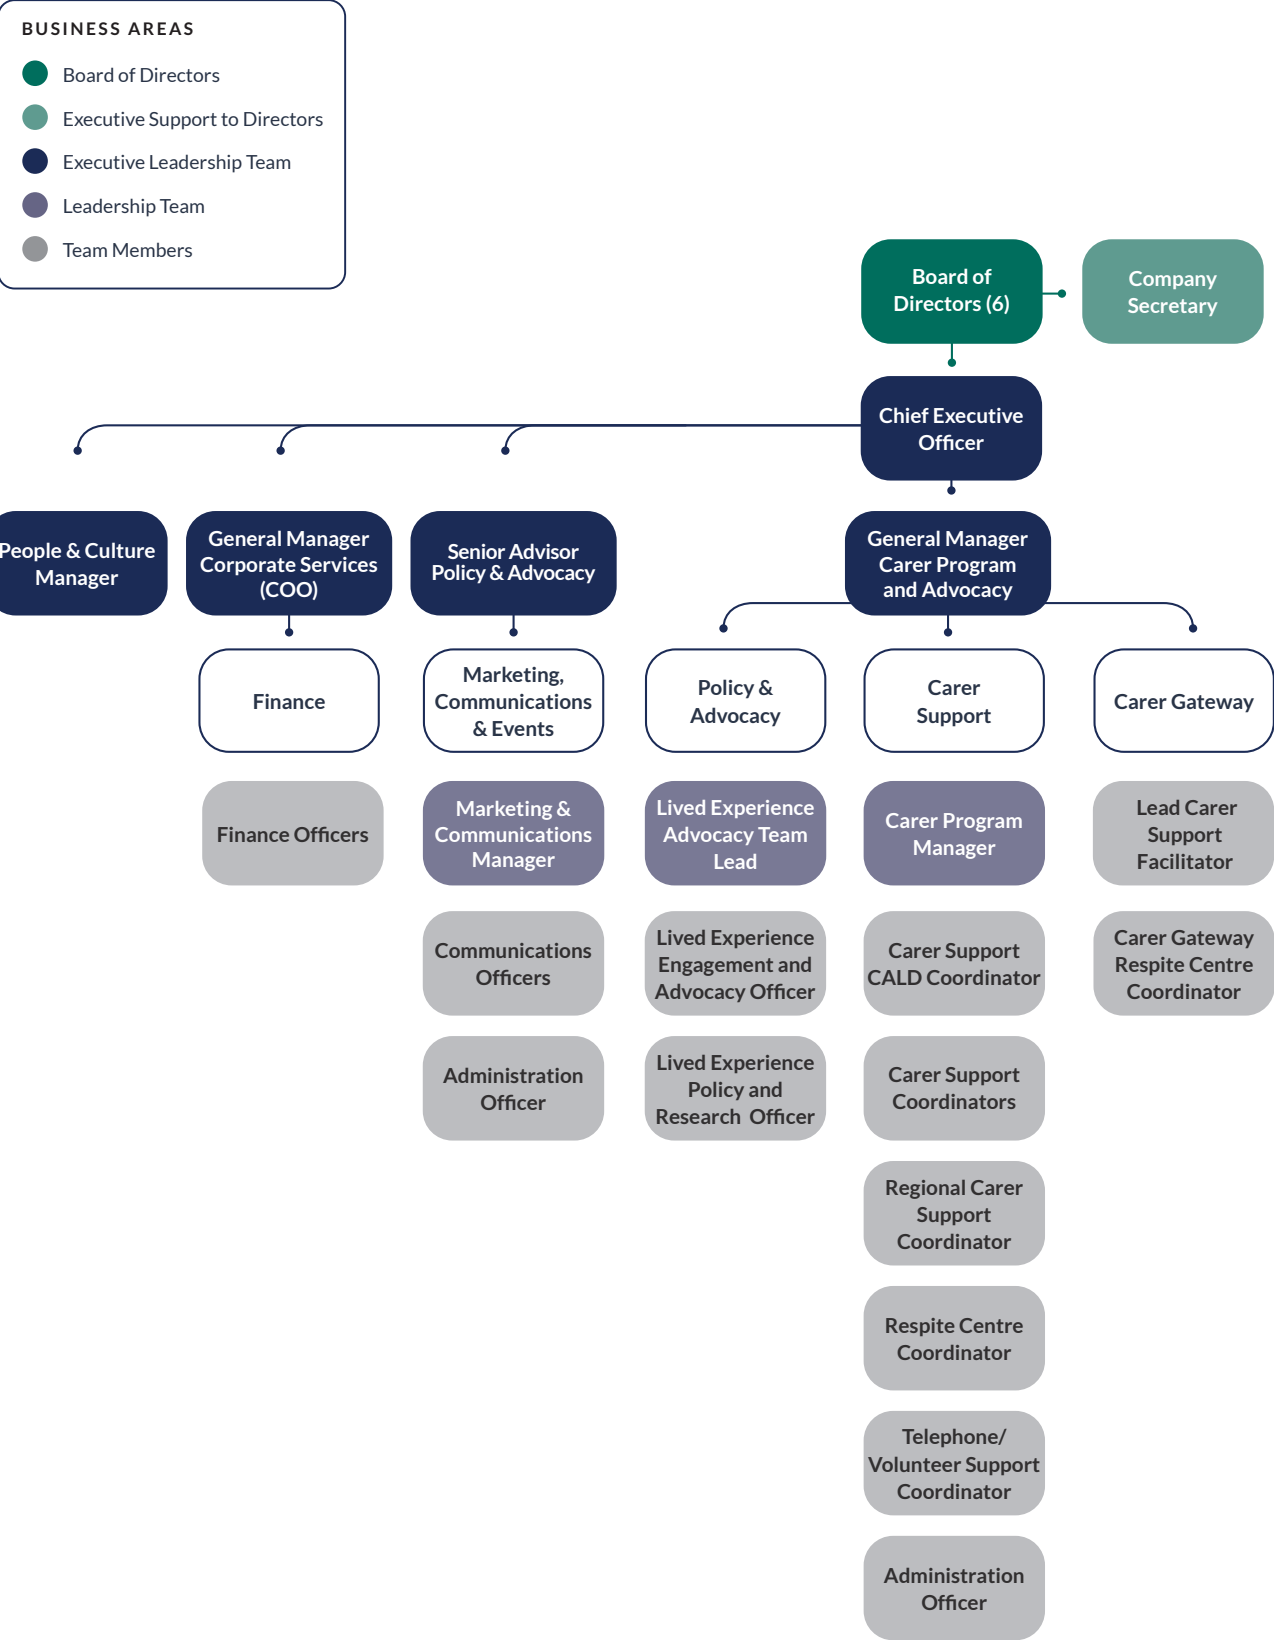 BUSINESS AREAS
Board of Directors
Executive Support to Directors
Executive Leadership Team
Leadership Team
Team Members
Board of
Directors (6)
Company
Secretary
Chief Executive
Officer
People & Culture
Manager
General Manager
Corporate Services
(COO)
Senior Advisor
Policy & Advocacy
General Manager
Carer Program
and Advocacy
Finance
Marketing,
Communications
& Events
Policy &
Advocacy
Carer
Support
Carer Gateway
Finance Officers
Marketing &
Communications
Manager
Lived Experience
Advocacy Team
Lead
Carer Program
Manager
Lead Carer
Support
Facilitator
Communications
Officers
Lived Experience
Engagement and
Advocacy Officer
Carer Support
CALD Coordinator
Carer Gateway
Respite Centre
Coordinator
Administration
Officer
Lived Experience
Policy and
Research Officer
Carer Support
Coordinators
Regional Carer
Support
Coordinator
Respite Centre
Coordinator
Telephone/
Volunteer Support
Coordinator
Administration
Officer